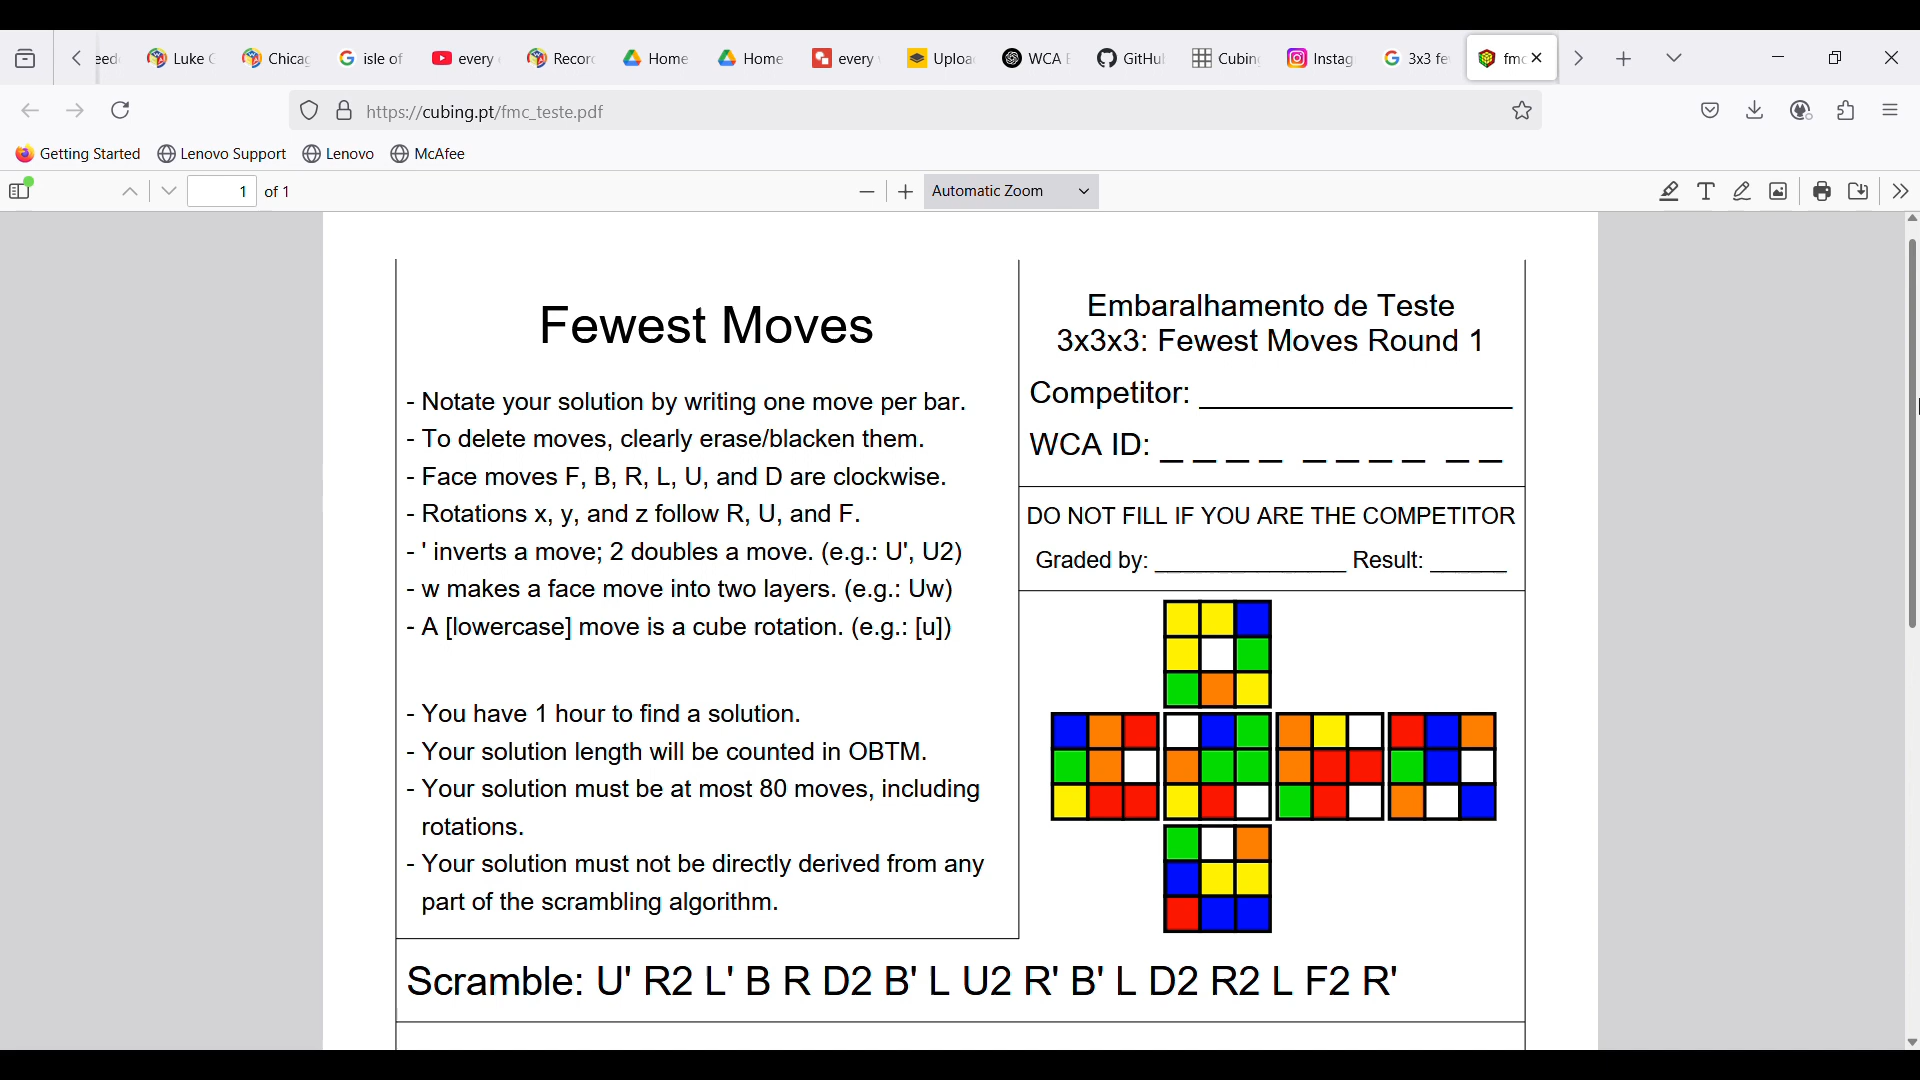 eed
Luke C
Chicag
isle of
every
Record
Home
Home
every
Uploa
WCA E
GitHu
Cubing
Instag
3x3 fe
fmc
https://cubing.pt/fmc_teste.pdf
Getting Started
Lenovo Support
Lenovo
McAfee
1 of 1
Automatic Zoom
Fewest Moves
- Notate your solution by writing one move per bar.
- To delete moves, clearly erase/blacken them.
- Face moves F, B, R, L, U, and D are clockwise.
- Rotations x, y, and z follow R, U, and F.
- ' inverts a move; 2 doubles a move. (e.g.: U', U2)
- w makes a face move into two layers. (e.g.: Uw)
- A [lowercase] move is a cube rotation. (e.g.: [u])
- You have 1 hour to find a solution.
- Your solution length will be counted in OBTM.
- Your solution must be at most 80 moves, including
rotations.
- Your solution must not be directly derived from any
part of the scrambling algorithm.
Embaralhamento de Teste
3x3x3: Fewest Moves Round 1
Competitor: ____________________
WCA ID: _ _ _ _ _ _ _ _ _ _
DO NOT FILL IF YOU ARE THE COMPETITOR
Graded by: _______________ Result: ______
Scramble: U' R2 L' B R D2 B' L U2 R' B' L D2 R2 L F2 R'